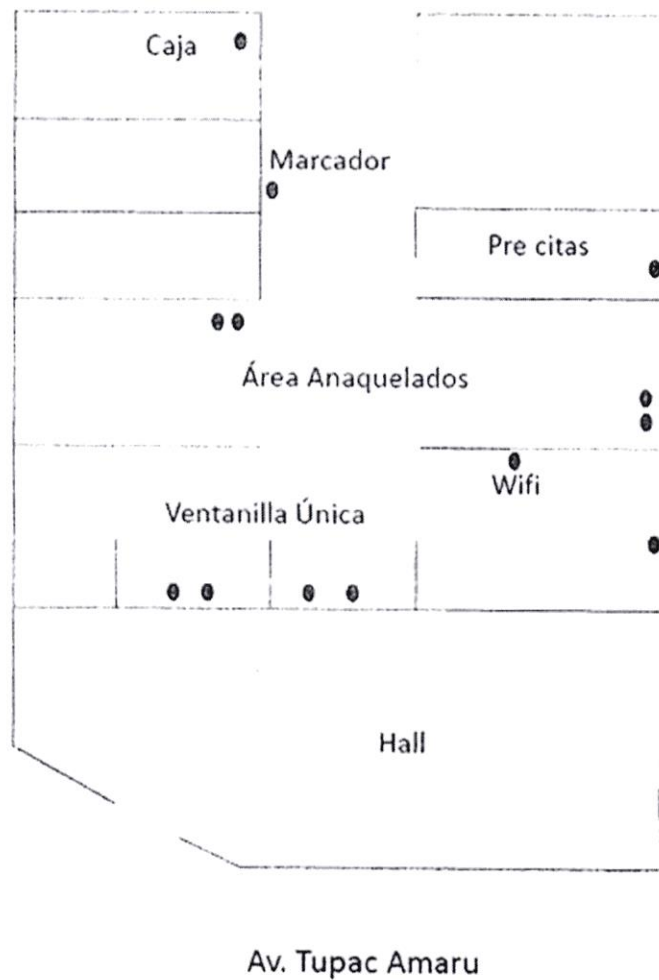 Caja
Marcador
Pre citas
Área Anaquelados
Wifi
Ventanilla Única
Hall
Av. Tupac Amaru